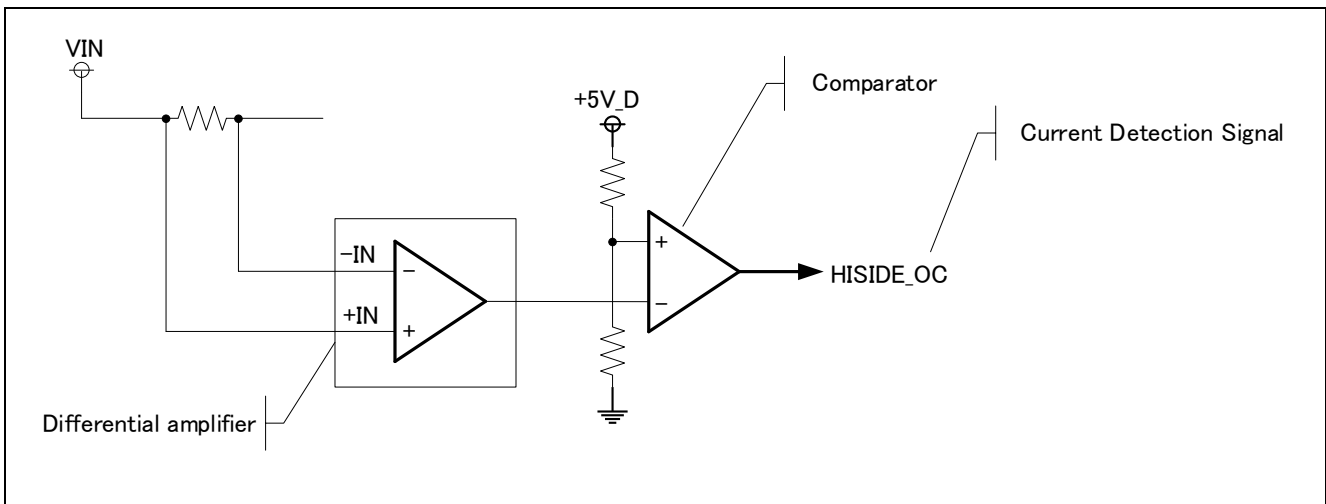 VIN
+5V_D
Comparator
Current Detection Signal
−IN
−
+IN
+
+
−
HISIDE_OC
Differential amplifier